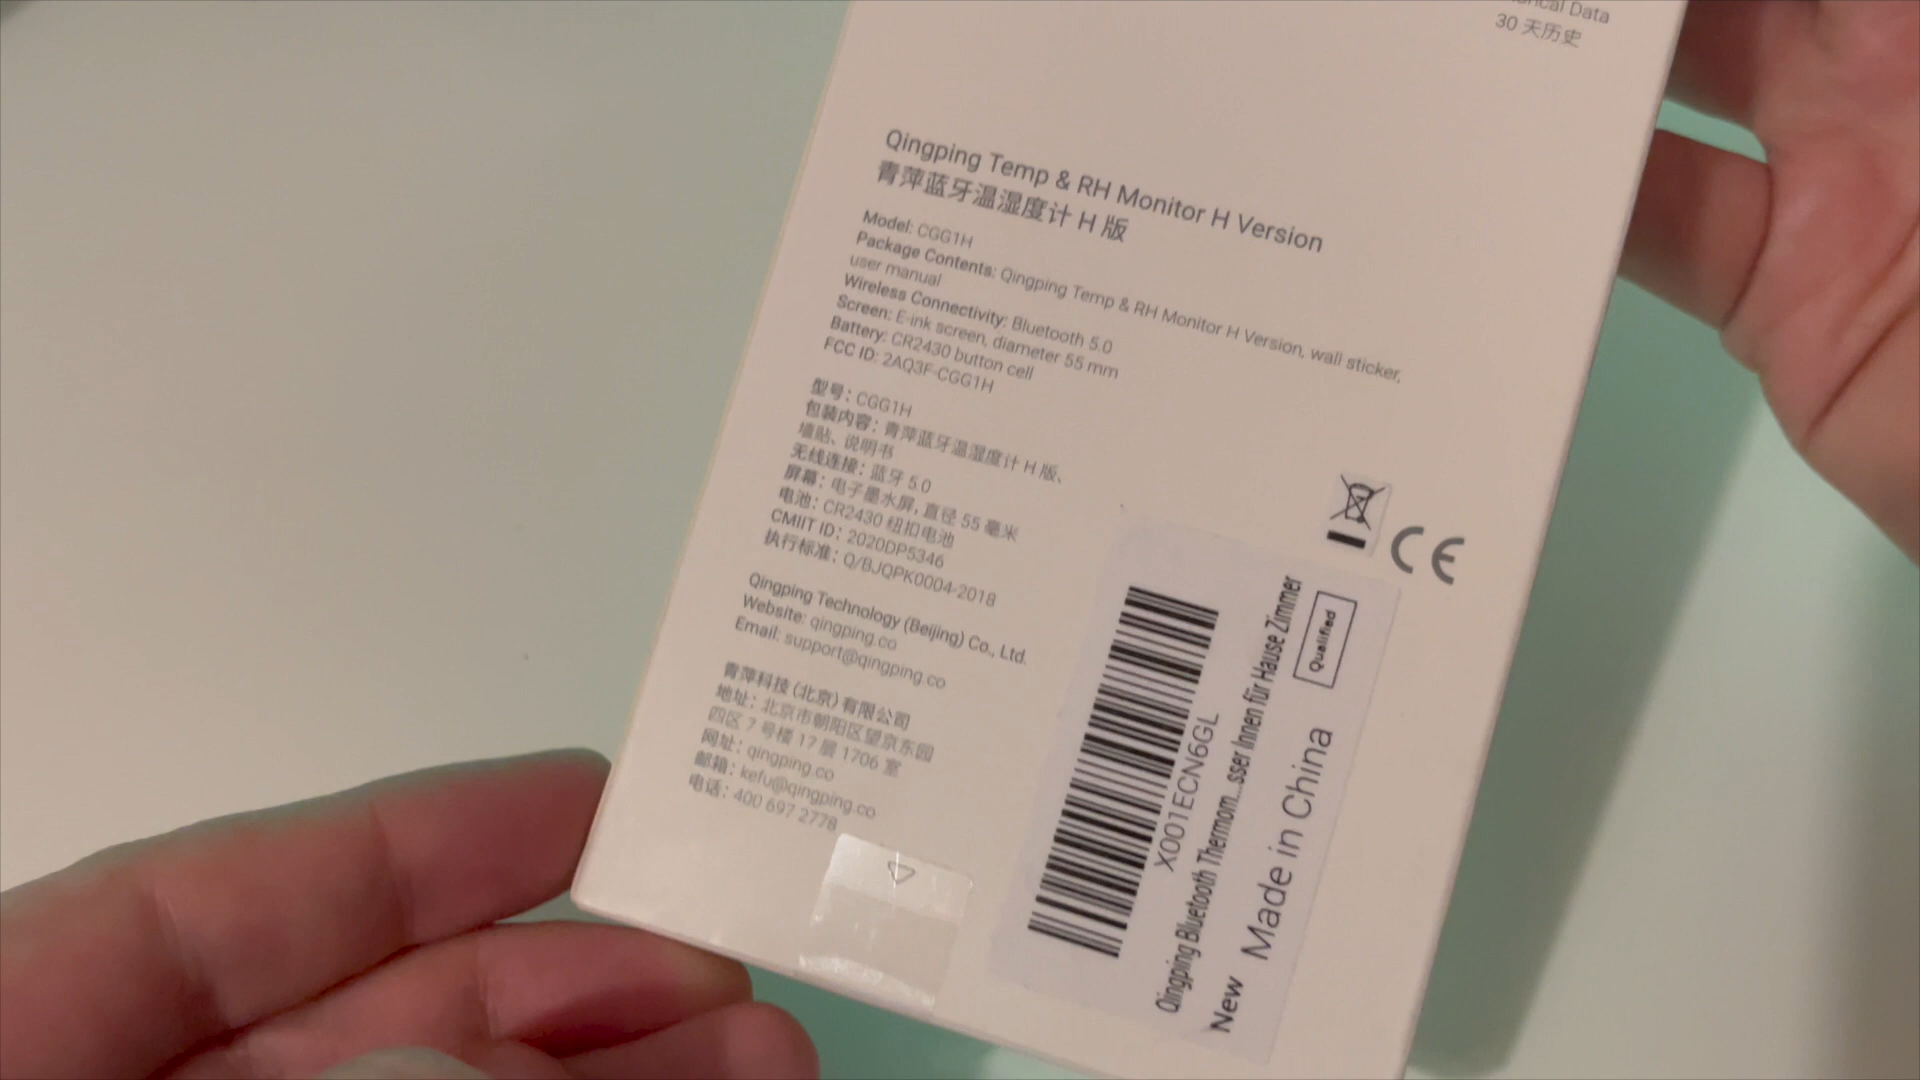 Data
30 天历史
Qingping Temp & RH Monitor H Version
青萍蓝牙温湿度计 H 版
Model: CGG1H
Package Contents: Qingping Temp & RH Monitor H Version, wall sticker,
user manual
Wireless Connectivity: Bluetooth 5.0
Screen: E-ink screen, diameter 55 mm
Battery: CR2430 button cell
FCC ID: 2AQ3F-CGG1H
型号：CGG1H
包装内容：青萍蓝牙温湿度计 H 版、
墙贴、说明书
无线连接：蓝牙 5.0
屏幕：电子墨水屏，直径 55 毫米
电池：CR2430 纽扣电池
CMIIT ID：2020DP5346
执行标准：Q/BJQPK0004-2018
Qingping Technology (Beijing) Co., Ltd.
Website: qingping.co
Email: support@qingping.co
青萍科技（北京）有限公司
地址：北京市朝阳区望京东园
四区 7 号楼 17 层 1706 室
网址：qingping.co
邮箱：kefu@qingping.co
电话：400 697 2778
CE
X001ECN6GL
Qingping Bluetooth Thermom...sser Innen für Hause Zimmer
New Made in China
Qualified